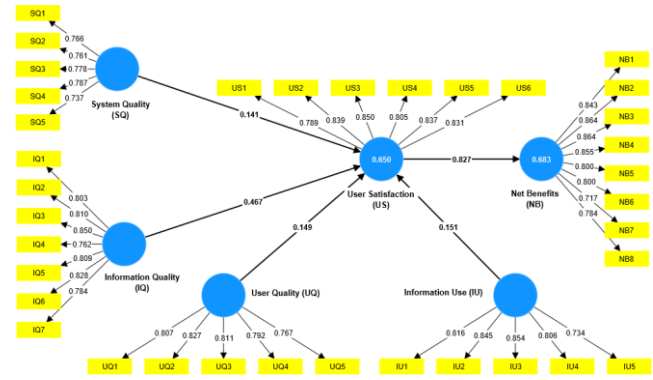 SQ1
SQ2
SQ3
SQ4
SQ5
0.766
0.761
0.778
0.787
0.737
System Quality
(SQ)
0.141
US1
US2
US3
US4
US5
US6
0.789
0.839
0.850
0.805
0.837
0.831
0.650
User Satisfaction
(US)
0.827
0.683
Net Benefits
(NB)
NB1
NB2
NB3
NB4
NB5
NB6
NB7
NB8
0.843
0.864
0.864
0.855
0.800
0.800
0.717
0.784
IQ1
IQ2
IQ3
IQ4
IQ5
IQ6
IQ7
0.803
0.810
0.850
0.762
0.809
0.828
0.784
Information Quality
(IQ)
0.467
0.149
0.151
User Quality (UQ)
0.807
0.827
0.811
0.792
0.767
UQ1
UQ2
UQ3
UQ4
UQ5
Information Use (IU)
0.816
0.845
0.854
0.806
0.734
IU1
IU2
IU3
IU4
IU5